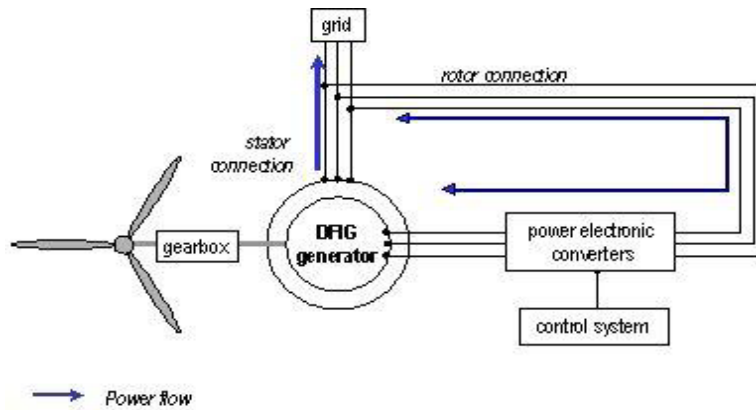 grid
rotor connection
stator
connection
DFIG
generator
gearbox
power electronic
converters
control system
Power flow